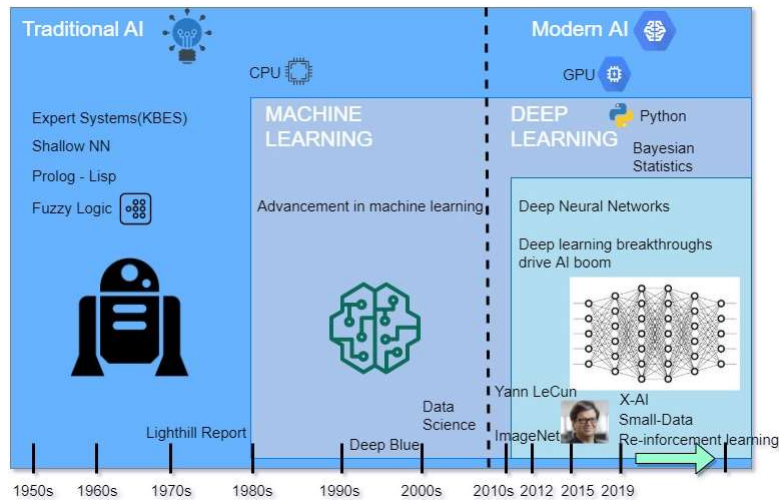 Traditional AI
Modern AI
CPU
GPU
Expert Systems(KBES)
Shallow NN
Prolog - Lisp
Fuzzy Logic
MACHINE
LEARNING
DEEP
LEARNING
Python
Bayesian
Statistics
Advancement in machine learning
Deep Neural Networks
Deep learning breakthroughs
drive AI boom
Lighthill Report
Deep Blue
Data
Science
Yann LeCun
ImageNet
X-AI
Small-Data
Re-inforcement learning
1950s 1960s 1970s 1980s 1990s 2000s 2010s 2012 2015 2019